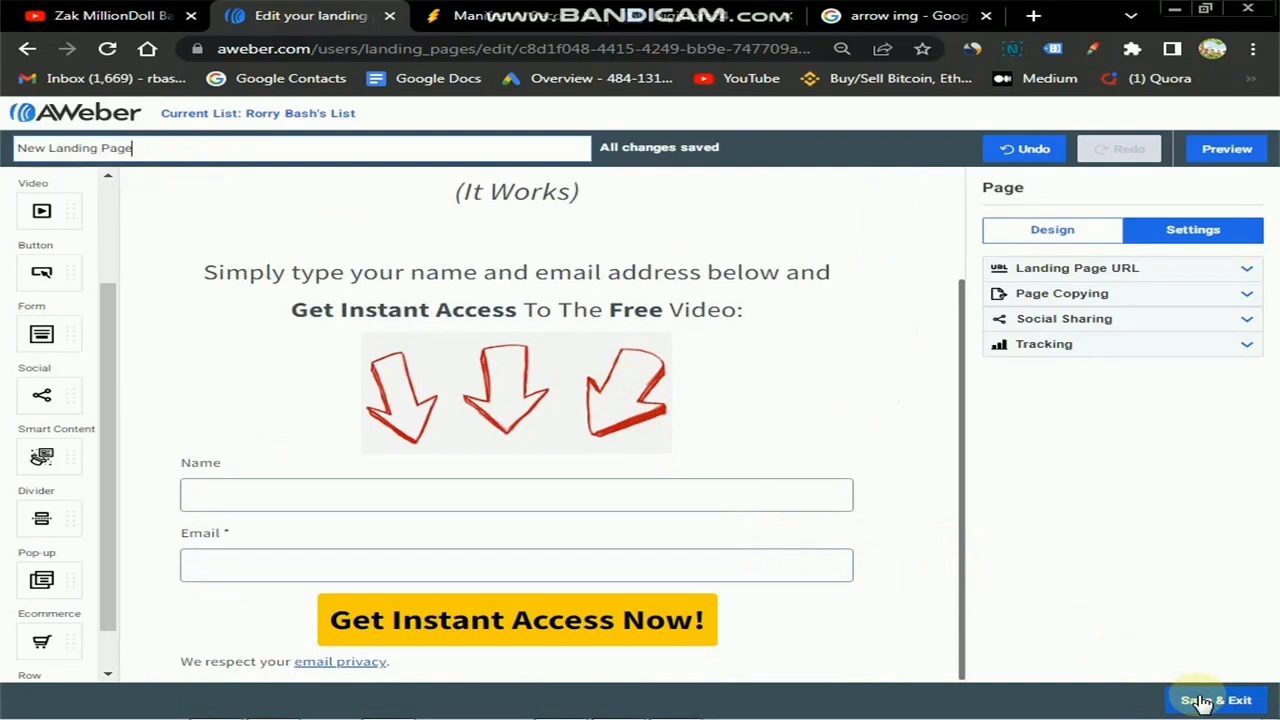 Zak MillionDoll Ba
Edit your landing
www.BANDICAM.com
arrow img - Goog
aweber.com/users/landing_pages/edit/c8d1f048-4415-4249-bb9e-747709a...
Inbox (1,669) - rbas...
Google Contacts
Google Docs
Overview - 484-131...
YouTube
Buy/Sell Bitcoin, Eth...
Medium
(1) Quora
AWeber
Current List: Rorry Bash's List
New Landing Page
All changes saved
Undo
Redo
Preview
Video
Button
Form
Social
Smart Content
Divider
Pop-up
Ecommerce
Row
(It Works)
Simply type your name and email address below and
Get Instant Access To The Free Video:
Name
Email *
Get Instant Access Now!
We respect your email privacy.
Page
Design
Settings
URL Landing Page URL
Page Copying
Social Sharing
Tracking
Save & Exit